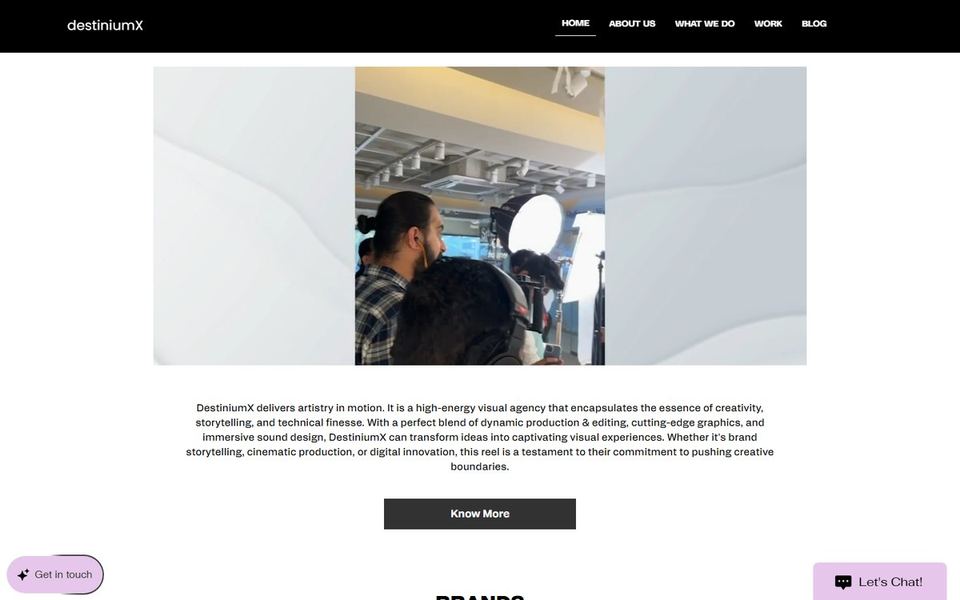 destiniumX
HOME
ABOUT US
WHAT WE DO
WORK
BLOG
DestiniumX delivers artistry in motion. It is a high-energy visual agency that encapsulates the essence of creativity,
storytelling, and technical finesse. With a perfect blend of dynamic production & editing, cutting-edge graphics, and
immersive sound design, DestiniumX can transform ideas into captivating visual experiences. Whether it's brand
storytelling, cinematic production, or digital innovation, this reel is a testament to their commitment to pushing creative
boundaries.
Know More
Get in touch
Let's Chat!
BRANDS